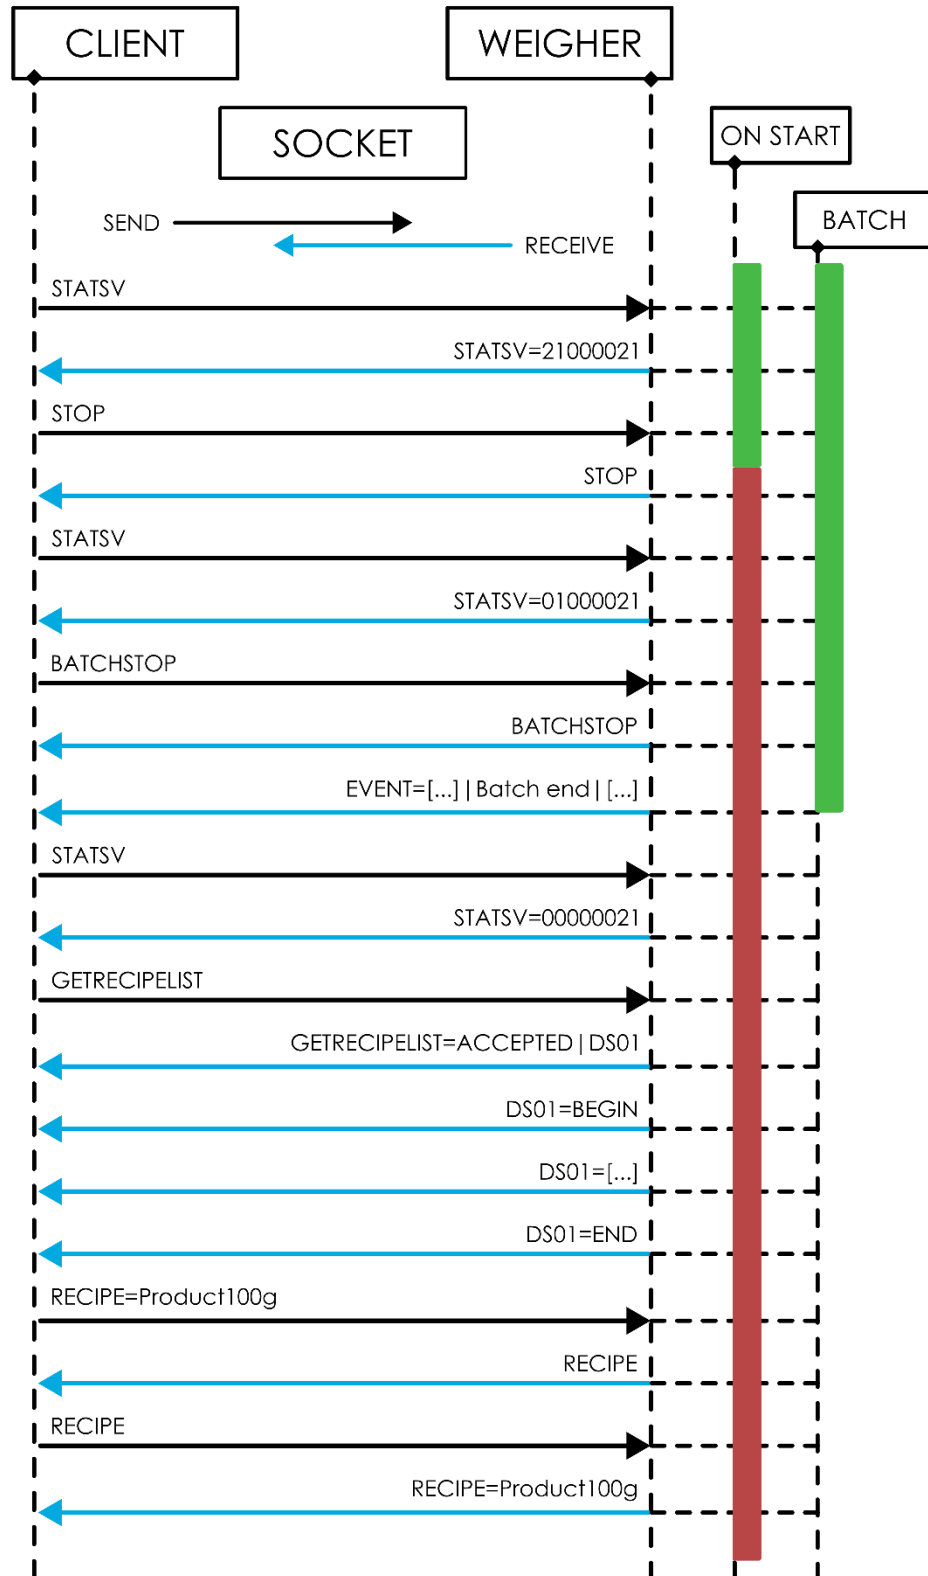 CLIENT
WEIGHER
SOCKET
ON START
BATCH
SEND
RECEIVE
STATSV
STATSV=21000021
STOP
STOP
STATSV
STATSV=01000021
BATCHSTOP
BATCHSTOP
EVENT=[...]|Batch end|[...]
STATSV
STATSV=00000021
GETRECIPELIST
GETRECIPELIST=ACCEPTED|DS01
DS01=BEGIN
DS01=[...]
DS01=END
RECIPE=Product100g
RECIPE
RECIPE
RECIPE=Product100g